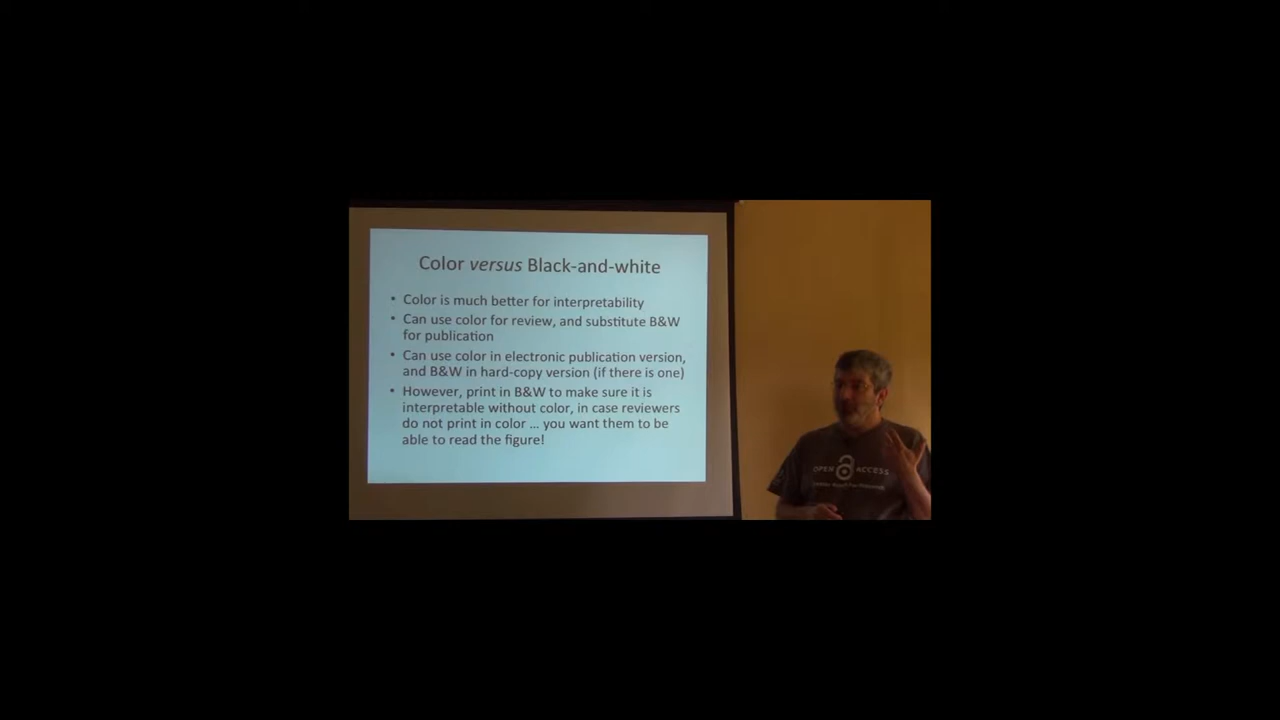 Color versus Black-and-white
• Color is much better for interpretability
• Can use color for review, and substitute B&W
for publication
• Can use color in electronic publication version,
and B&W in hard-copy version (if there is one)
• However, print in B&W to make sure it is
interpretable without color, in case reviewers
do not print in color ... you want them to be
able to read the figure!
OPEN ACCESS